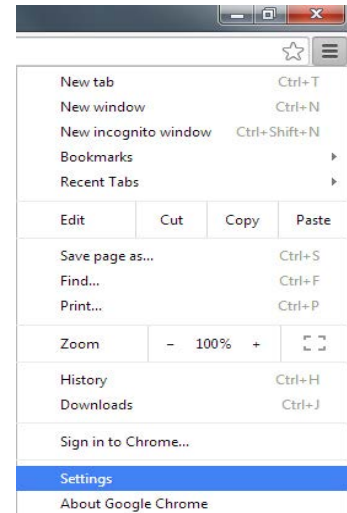 New tab Ctrl+T
New window Ctrl+N
New incognito window Ctrl+Shift+N
Bookmarks
Recent Tabs
Edit Cut Copy Paste
Save page as... Ctrl+S
Find... Ctrl+F
Print... Ctrl+P
Zoom - 100% +
History Ctrl+H
Downloads Ctrl+J
Sign in to Chrome...
Settings
About Google Chrome